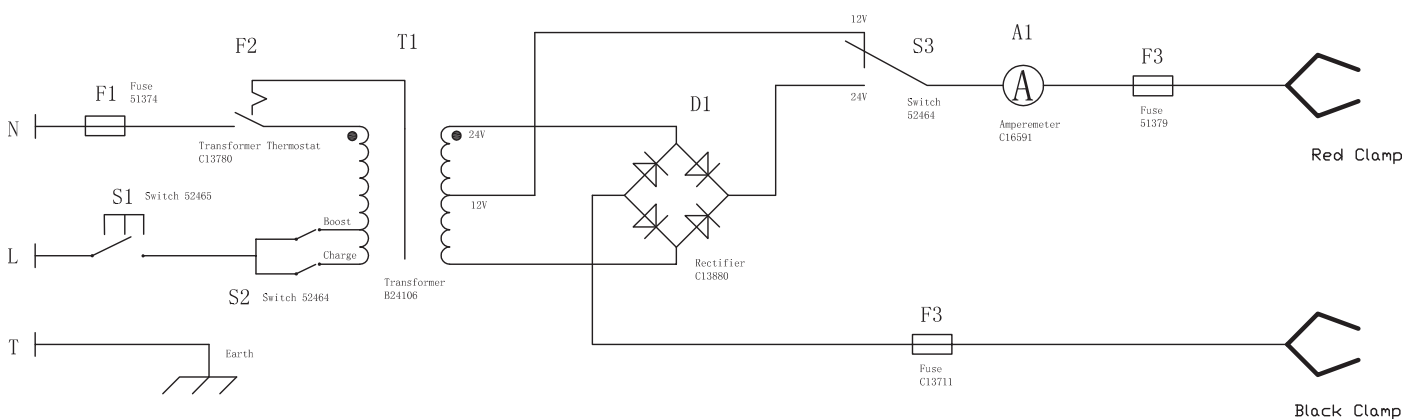 12V
F2
T1
S3
A1
F3
F1
Fuse
51374
D1
24V
Switch
52464
Fuse
51379
Amperemeter
C16591
N
24V
Transformer Thermostat
C13780
Red Clamp
S1
Switch 52465
12V
Boost
L
Charge
Rectifier
C13880
Transformer
B24106
S2
Switch 52464
F3
T
Earth
Fuse
C13711
Black Clamp
A